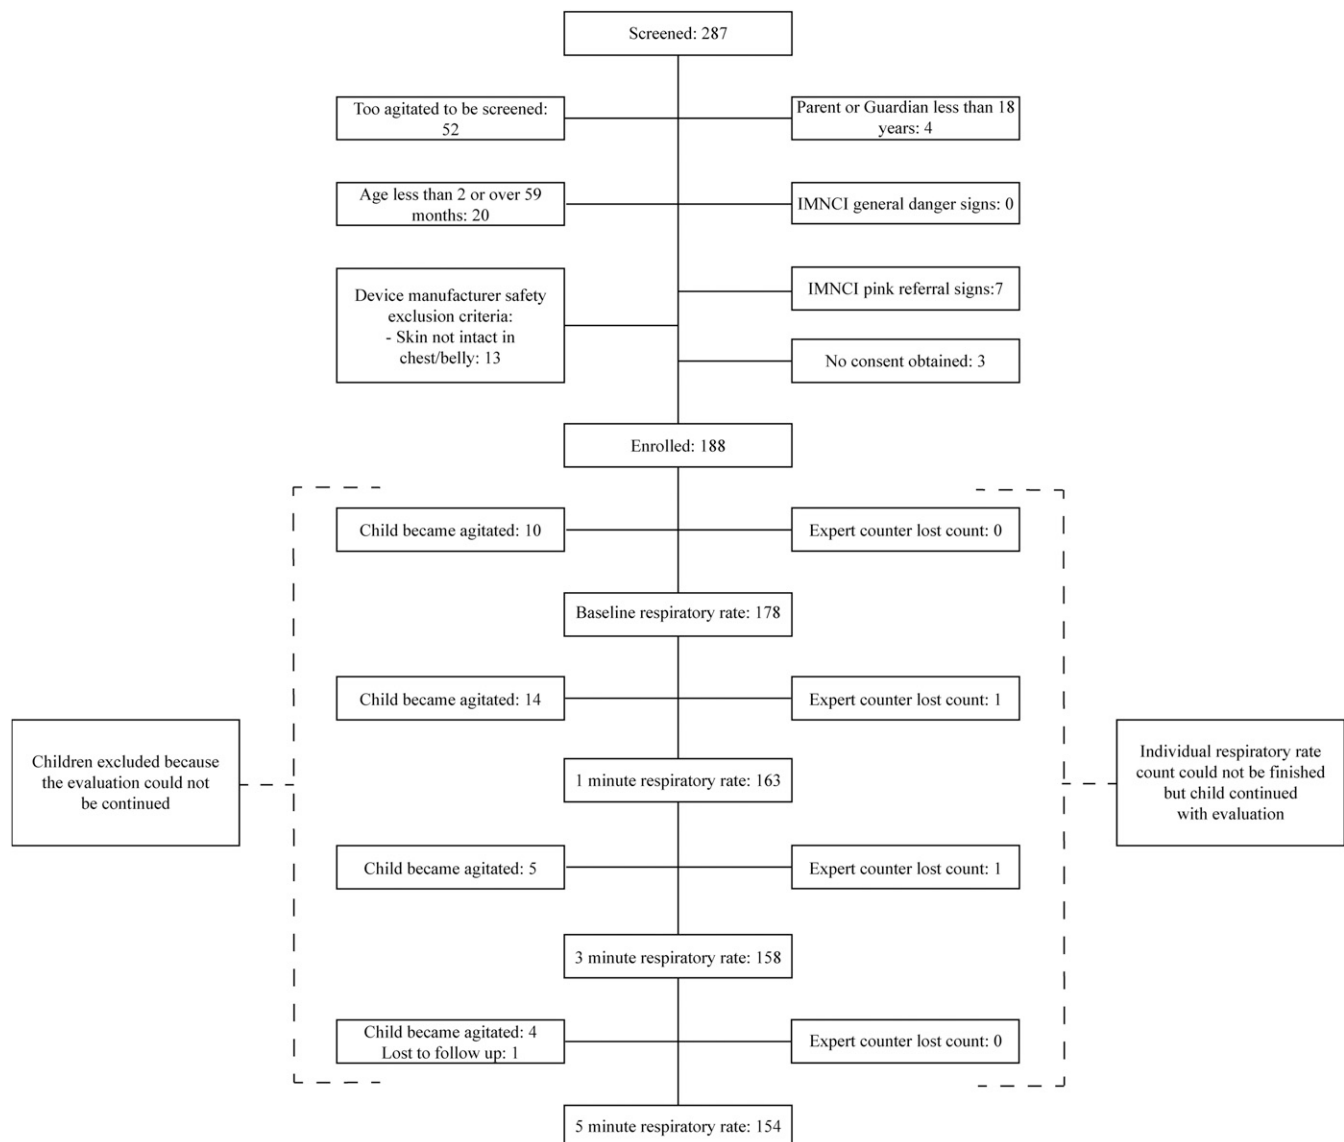 Screened: 287
Too agitated to be screened:
52
Parent or Guardian less than 18
years: 4
Age less than 2 or over 59
months: 20
IMNCI general danger signs: 0
Device manufacturer safety
exclusion criteria:
- Skin not intact in
chest/belly: 13
IMNCI pink referral signs:7
No consent obtained: 3
Enrolled: 188
Child became agitated: 10
Expert counter lost count: 0
Baseline respiratory rate: 178
Child became agitated: 14
Expert counter lost count: 1
Children excluded because
the evaluation could not
be continued
1 minute respiratory rate: 163
Individual respiratory rate
count could not be finished
but child continued
with evaluation
Child became agitated: 5
Expert counter lost count: 1
3 minute respiratory rate: 158
Child became agitated: 4
Lost to follow up: 1
Expert counter lost count: 0
5 minute respiratory rate: 154